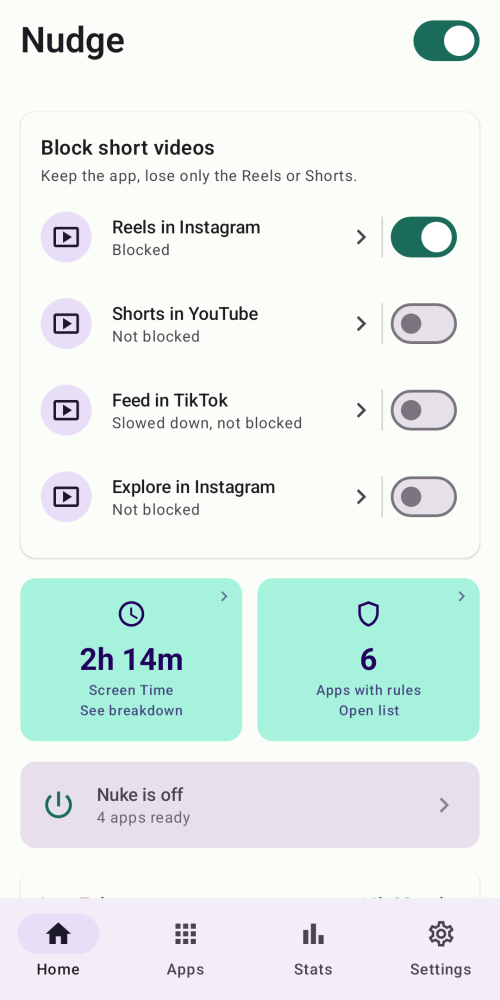 Nudge
Block short videos
Keep the app, lose only the Reels or Shorts.
Reels in Instagram
Blocked
Shorts in YouTube
Not blocked
Feed in TikTok
Slowed down, not blocked
Explore in Instagram
Not blocked
2h 14m
Screen Time
See breakdown
6
Apps with rules
Open list
Nuke is off
4 apps ready
Home
Apps
Stats
Settings